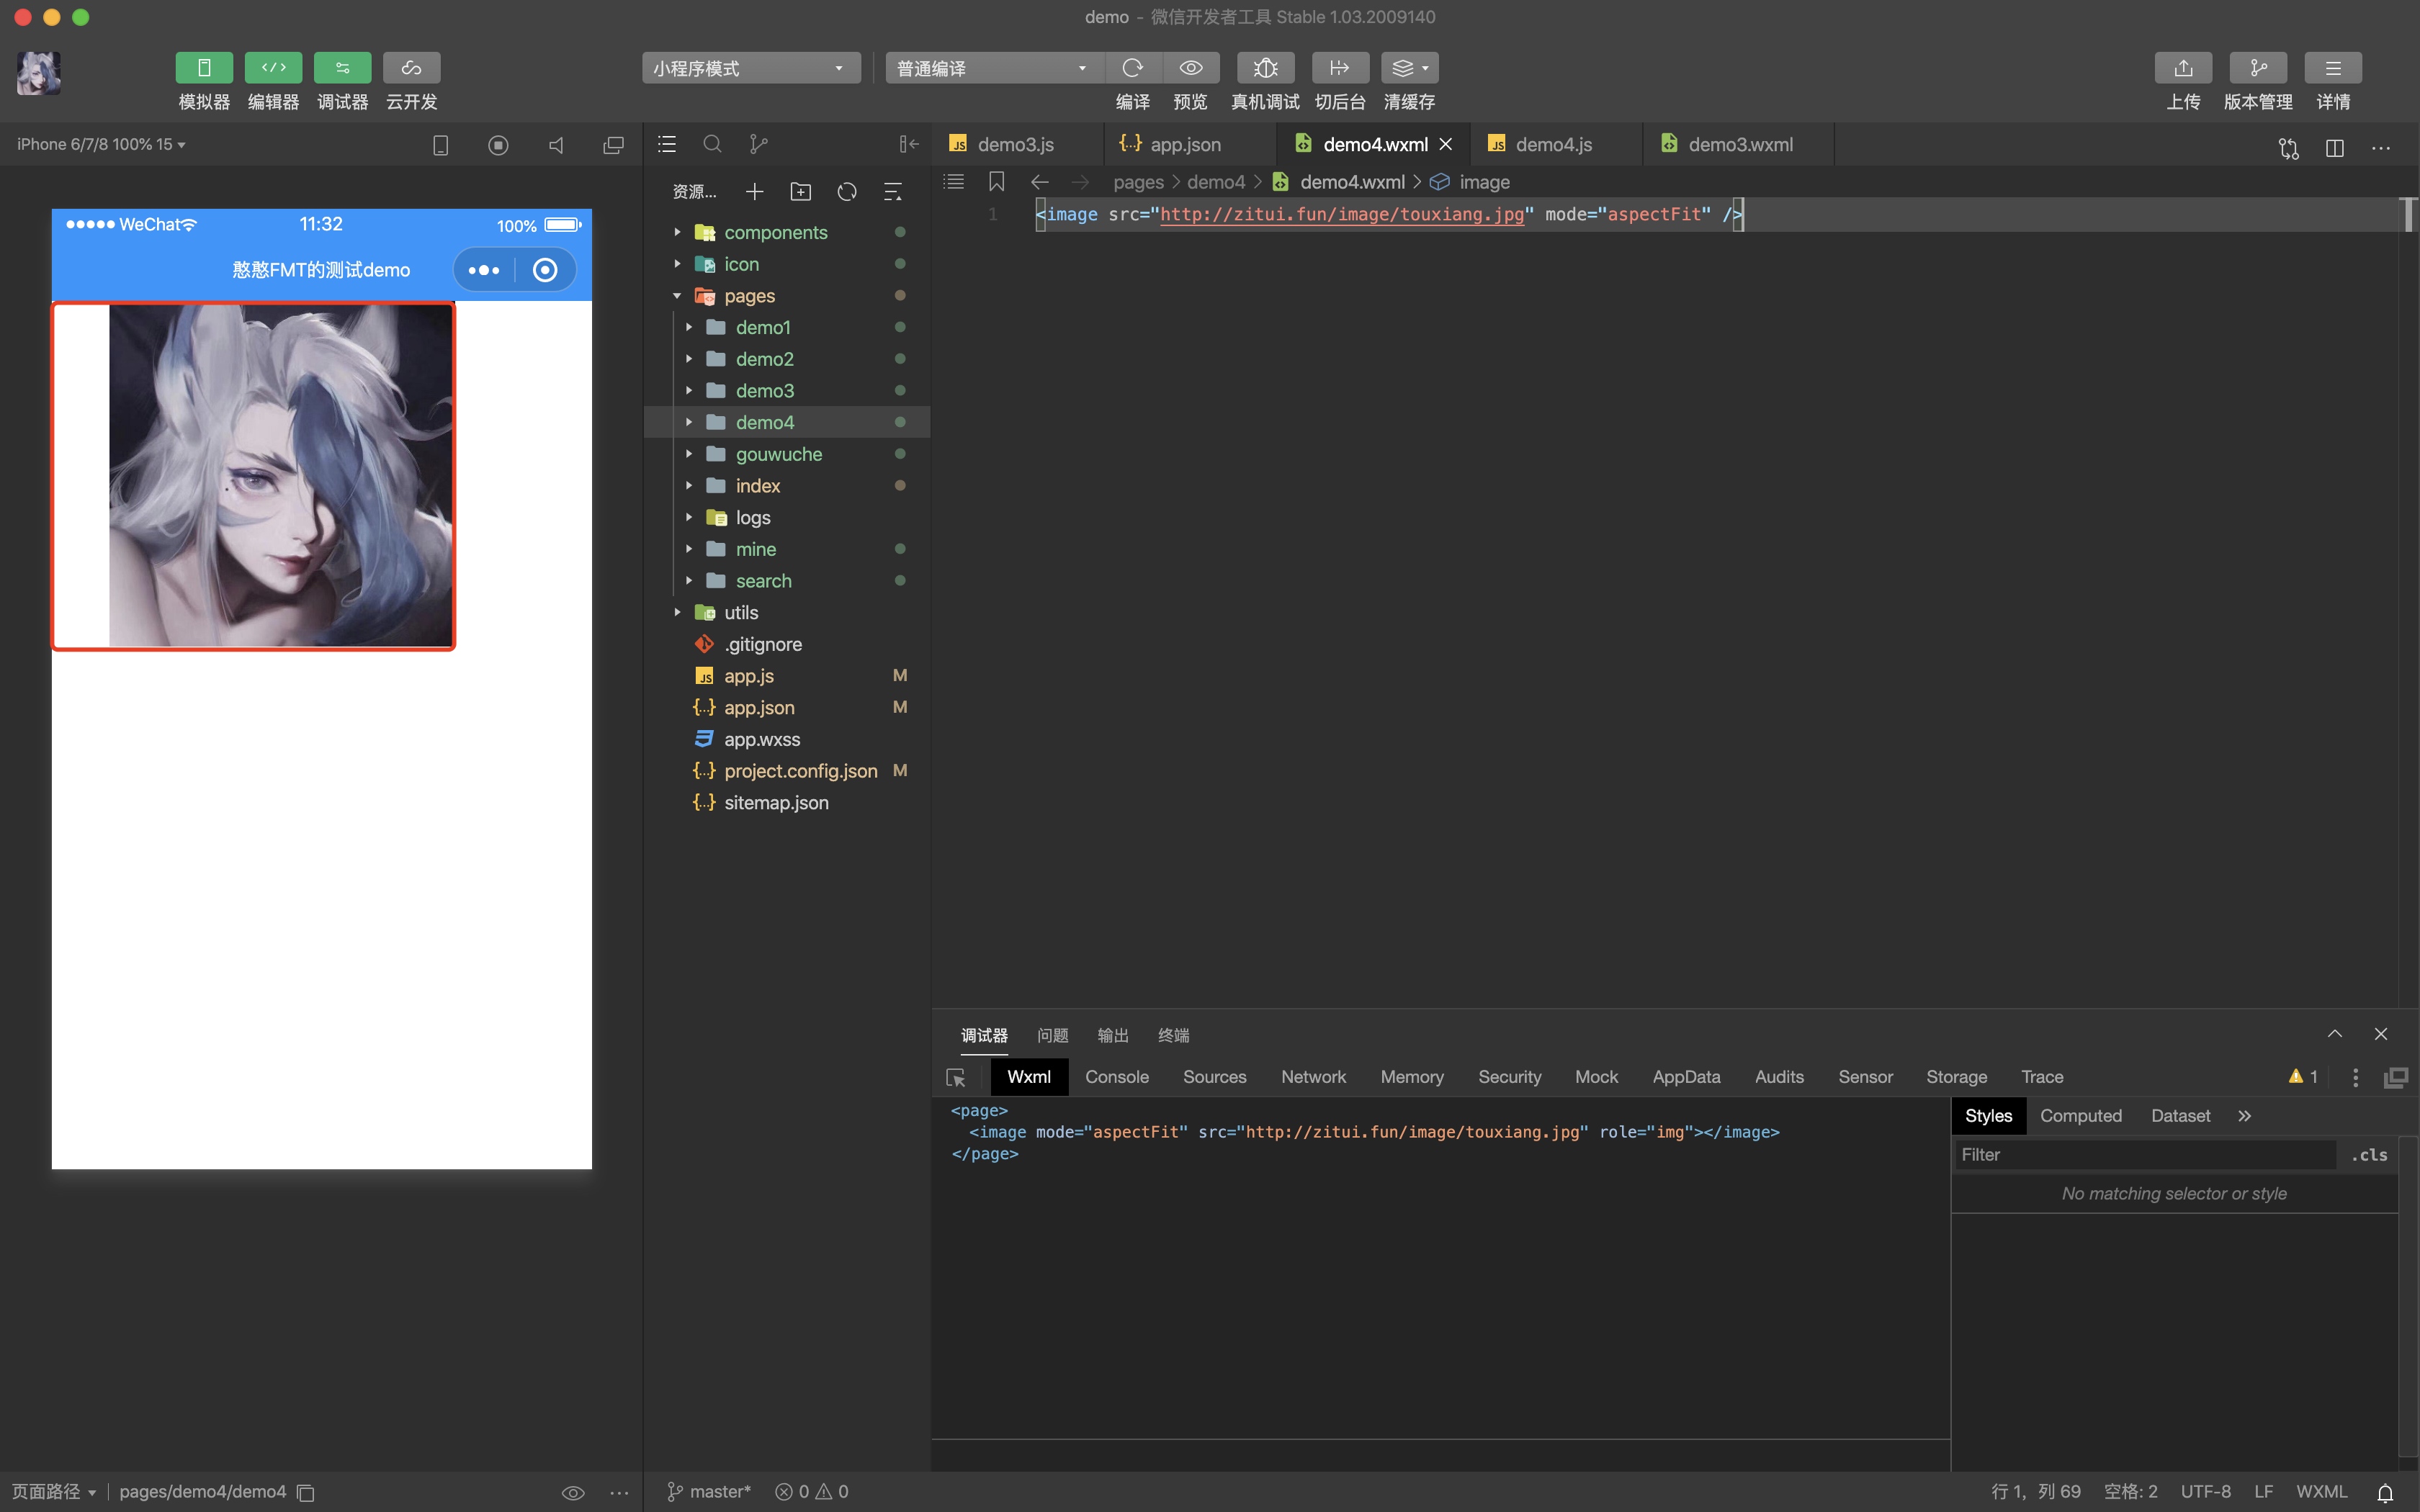 demo - 微信开发者工具 Stable 1.03.2009140
小程序模式
普通编译
模拟器 编辑器 调试器 云开发
编译 预览 真机调试 切后台 清缓存
上传 版本管理 详情
iPhone 6/7/8 100% 15
demo3.js
app.json
demo4.wxml
demo4.js
demo3.wxml
资源...
pages > demo4 > demo4.wxml > image
1 <image src="http://zitui.fun/image/touxiang.jpg" mode="aspectFit" />
WeChat 11:32 100%
憨憨FMT的测试demo
components
icon
pages
demo1
demo2
demo3
demo4
gouwuche
index
logs
mine
search
utils
.gitignore
app.js M
app.json M
app.wxss
project.config.json M
sitemap.json
调试器 问题 输出 终端
Wxml Console Sources Network Memory Security Mock AppData Audits Sensor Storage Trace 1
<page>
<image mode="aspectFit" src="http://zitui.fun/image/touxiang.jpg" role="img"></image>
</page>
Styles Computed Dataset
Filter .cls
No matching selector or style
页面路径 pages/demo4/demo4
master* 0 0
行 1，列 69 空格: 2 UTF-8 LF WXML